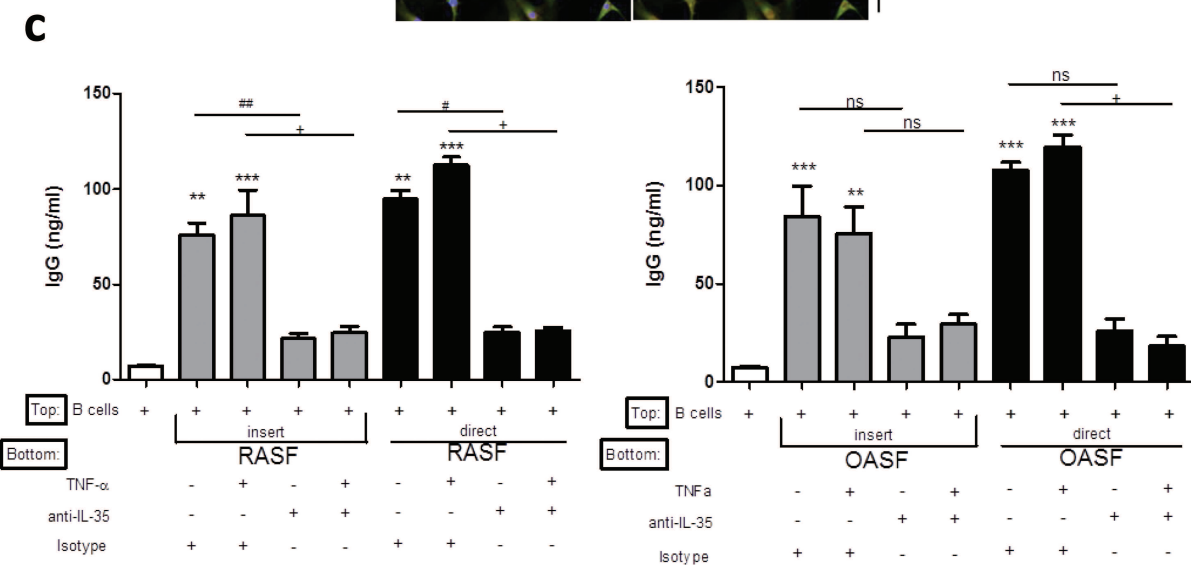 c
150
100
50
0
IgG (ng/ml)
##
+
#
+
** *** ** ***
Top: B cells + + + + + + + + +
insert direct
Bottom: RASF RASF
TNF-α - + - + - + - +
anti-IL-35 - - + + - - + +
Isotype + + - - + + - -
150
100
50
0
IgG (ng/ml)
ns
ns
ns
+
*** ** *** ***
Top: B cells + + + + + + + + +
insert direct
Bottom: OASF OASF
TNFa - + - + - + - +
anti-IL-35 - - + + - - + +
Isotype + + - - + + - -